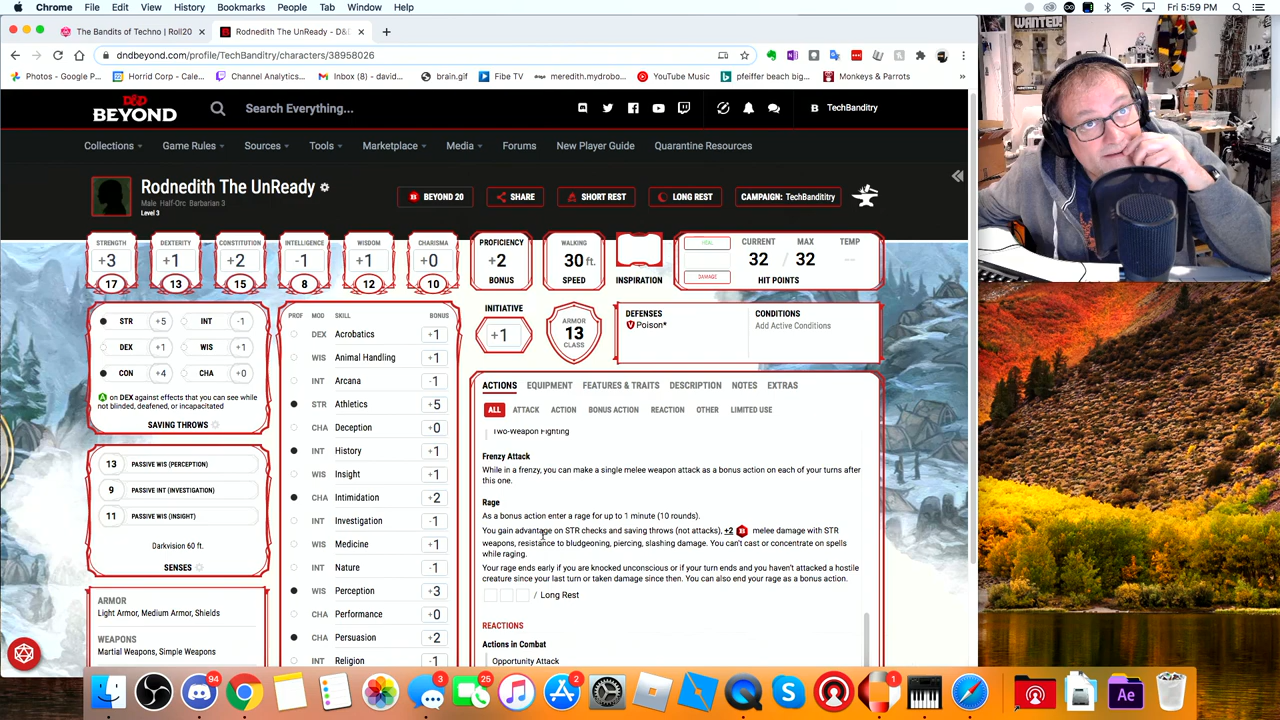 Chrome File Edit View History Bookmarks People Tab Window Help
Fri 5:59 PM
The Bandits of Techno | Roll20
Rodnedith The UnReady - D&D
dndbeyond.com/profile/TechBanditry/characters/38958026
Photos - Google P... Horrid Corp - Cale... Channel Analytics... Inbox (8) - david... brain.gif Fibe TV meredith.mydrobo... YouTube Music pfeiffer beach big... Monkeys & Parrots
WANTED!
D&D
BEYOND
Search Everything...
TechBanditry
Collections Game Rules Sources Tools Marketplace Media Forums New Player Guide Quarantine Resources
Rodnedith The UnReady
Male Half-Orc Barbarian 3
Level 3
BEYOND 20
SHARE
SHORT REST
LONG REST
CAMPAIGN: TechBandititry
STRENGTH
+3
17
DEXTERITY
+1
13
CONSTITUTION
+2
15
INTELLIGENCE
-1
8
WISDOM
+1
12
CHARISMA
+0
10
PROFICIENCY
+2
BONUS
WALKING
30 ft.
SPEED
INSPIRATION
HEAL
DAMAGE
CURRENT MAX TEMP
32 / 32 --
HIT POINTS
STR +5 INT -1
DEX +1 WIS +1
CON +4 CHA +0
A on DEX against effects that you can see while
not blinded, deafened, or incapacitated
SAVING THROWS
13 PASSIVE WIS (PERCEPTION)
9 PASSIVE INT (INVESTIGATION)
11 PASSIVE WIS (INSIGHT)
Darkvision 60 ft.
SENSES
ARMOR
Light Armor, Medium Armor, Shields
WEAPONS
Martial Weapons, Simple Weapons
PROF MOD SKILL BONUS
DEX Acrobatics +1
WIS Animal Handling +1
INT Arcana -1
STR Athletics +5
CHA Deception +0
INT History +1
WIS Insight +1
CHA Intimidation +2
INT Investigation -1
WIS Medicine +1
INT Nature -1
WIS Perception +3
CHA Performance +0
CHA Persuasion +2
INT Religion -1
INITIATIVE
+1
ARMOR
13
CLASS
DEFENSES
Poison*
CONDITIONS
Add Active Conditions
ACTIONS EQUIPMENT FEATURES & TRAITS DESCRIPTION NOTES EXTRAS
ALL ATTACK ACTION BONUS ACTION REACTION OTHER LIMITED USE
Two-Weapon Fighting
Frenzy Attack
While in a frenzy, you can make a single melee weapon attack as a bonus action on each of your turns after
this one.
Rage
As a bonus action enter a rage for up to 1 minute (10 rounds).
You gain advantage on STR checks and saving throws (not attacks), +2 melee damage with STR
weapons, resistance to bludgeoning, piercing, slashing damage. You can't cast or concentrate on spells
while raging.
Your rage ends early if you are knocked unconscious or if your turn ends and you haven't attacked a hostile
creature since your last turn or taken damage since then. You can also end your rage as a bonus action.
/ Long Rest
REACTIONS
Actions in Combat
Opportunity Attack
94 3 26 2 1 Ae